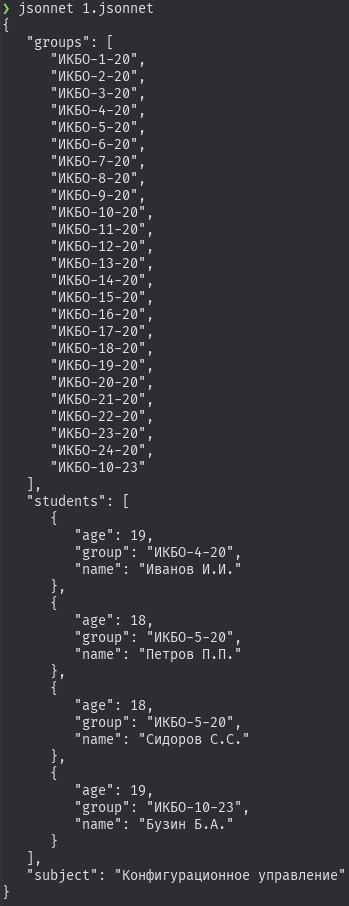 ❯ jsonnet 1.jsonnet
{
   "groups": [
      "ИКБО-1-20",
      "ИКБО-2-20",
      "ИКБО-3-20",
      "ИКБО-4-20",
      "ИКБО-5-20",
      "ИКБО-6-20",
      "ИКБО-7-20",
      "ИКБО-8-20",
      "ИКБО-9-20",
      "ИКБО-10-20",
      "ИКБО-11-20",
      "ИКБО-12-20",
      "ИКБО-13-20",
      "ИКБО-14-20",
      "ИКБО-15-20",
      "ИКБО-16-20",
      "ИКБО-17-20",
      "ИКБО-18-20",
      "ИКБО-19-20",
      "ИКБО-20-20",
      "ИКБО-21-20",
      "ИКБО-22-20",
      "ИКБО-23-20",
      "ИКБО-24-20",
      "ИКБО-10-23"
   ],
   "students": [
      {
         "age": 19,
         "group": "ИКБО-4-20",
         "name": "Иванов И.И."
      },
      {
         "age": 18,
         "group": "ИКБО-5-20",
         "name": "Петров П.П."
      },
      {
         "age": 18,
         "group": "ИКБО-5-20",
         "name": "Сидоров С.С."
      },
      {
         "age": 19,
         "group": "ИКБО-10-23",
         "name": "Бузин Б.А."
      }
   ],
   "subject": "Конфигурационное управление"
}